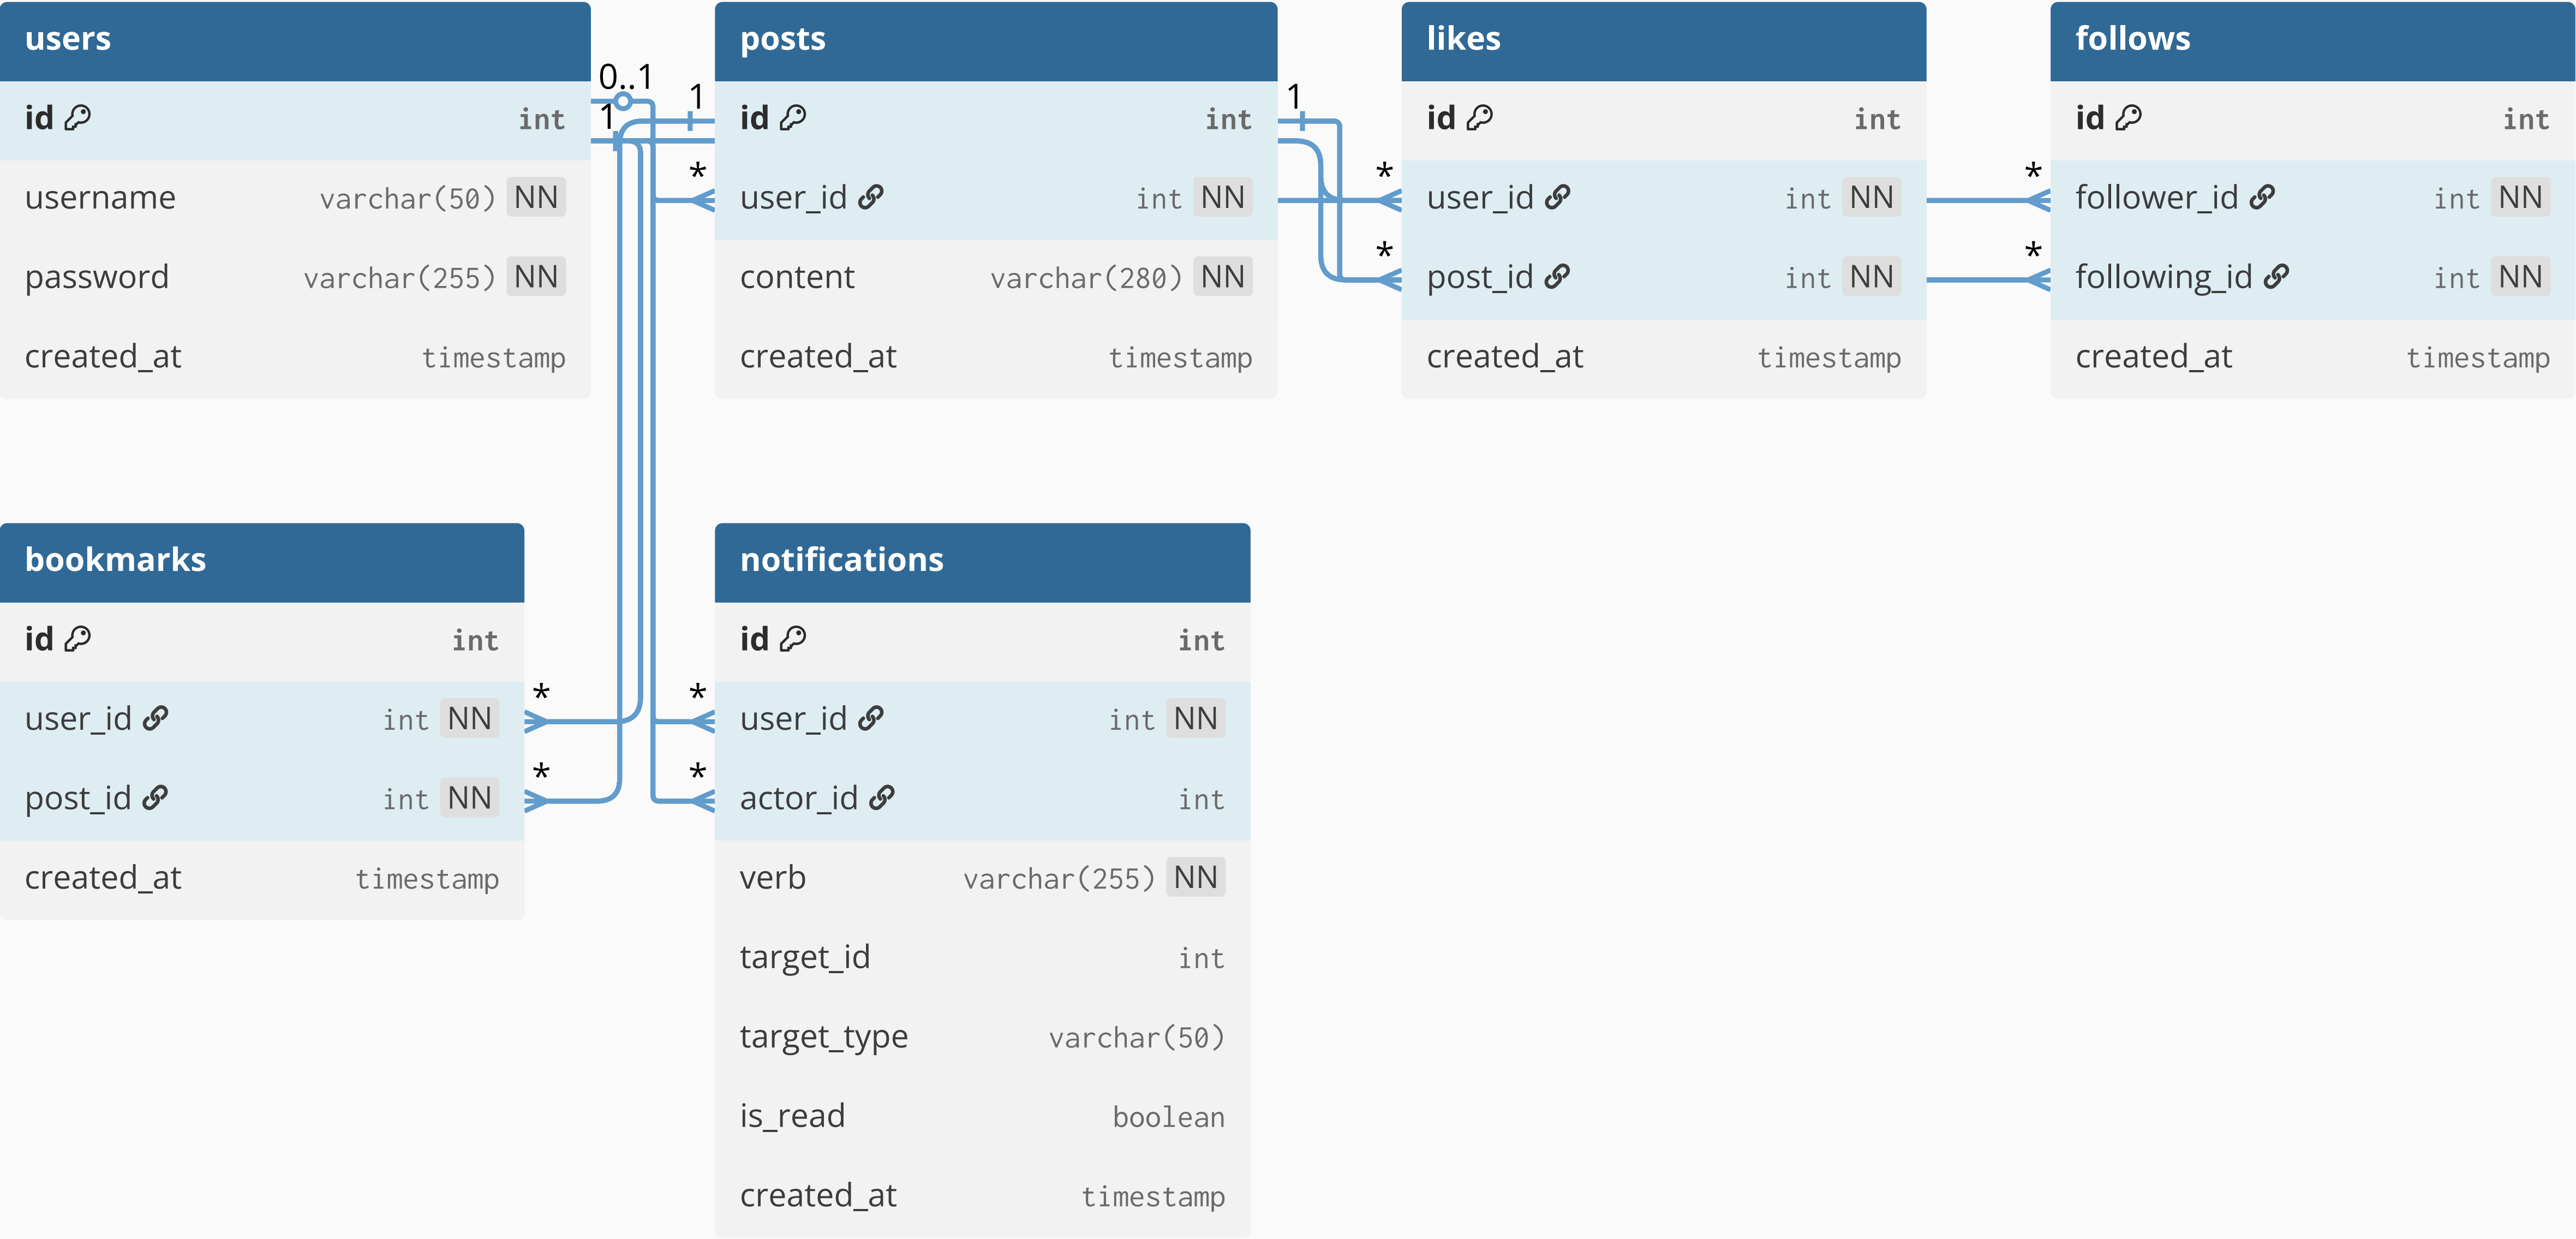 users
id int
username varchar(50) NN
password varchar(255) NN
created_at timestamp
0..1
1
1
*
posts
id int
user_id int NN
content varchar(280) NN
created_at timestamp
1
*
*
likes
id int
user_id int NN
post_id int NN
created_at timestamp
*
*
follows
id int
follower_id int NN
following_id int NN
created_at timestamp
bookmarks
id int
user_id int NN
post_id int NN
created_at timestamp
*
*
*
*
notifications
id int
user_id int NN
actor_id int
verb varchar(255) NN
target_id int
target_type varchar(50)
is_read boolean
created_at timestamp